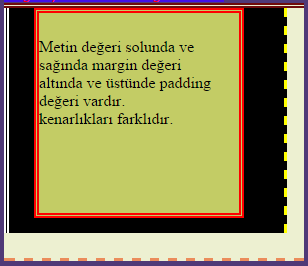 Metin değeri solunda ve
sağında margin değeri
altında ve üstünde padding
değeri vardır.
kenarlıkları farklıdır.